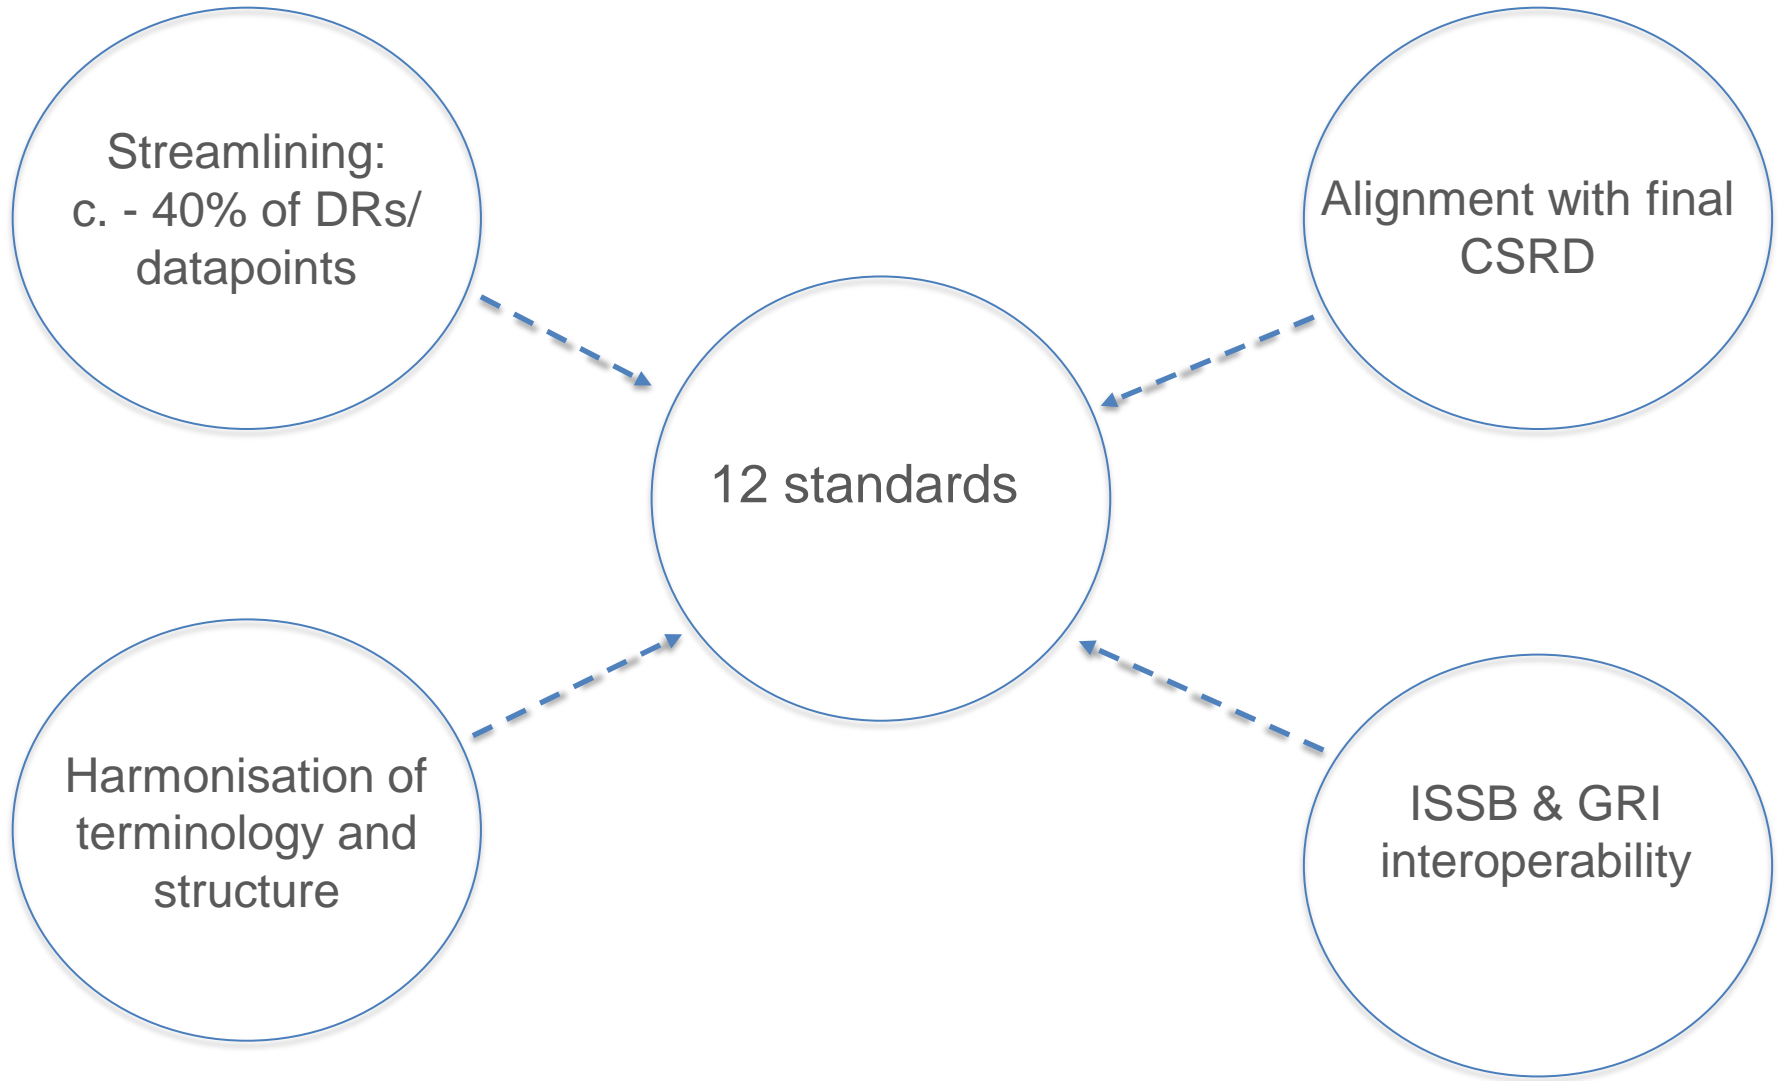 Streamlining:
c. - 40% of DRs/
datapoints
Alignment with final
CSRD
12 standards
Harmonisation of
terminology and
structure
ISSB & GRI
interoperability